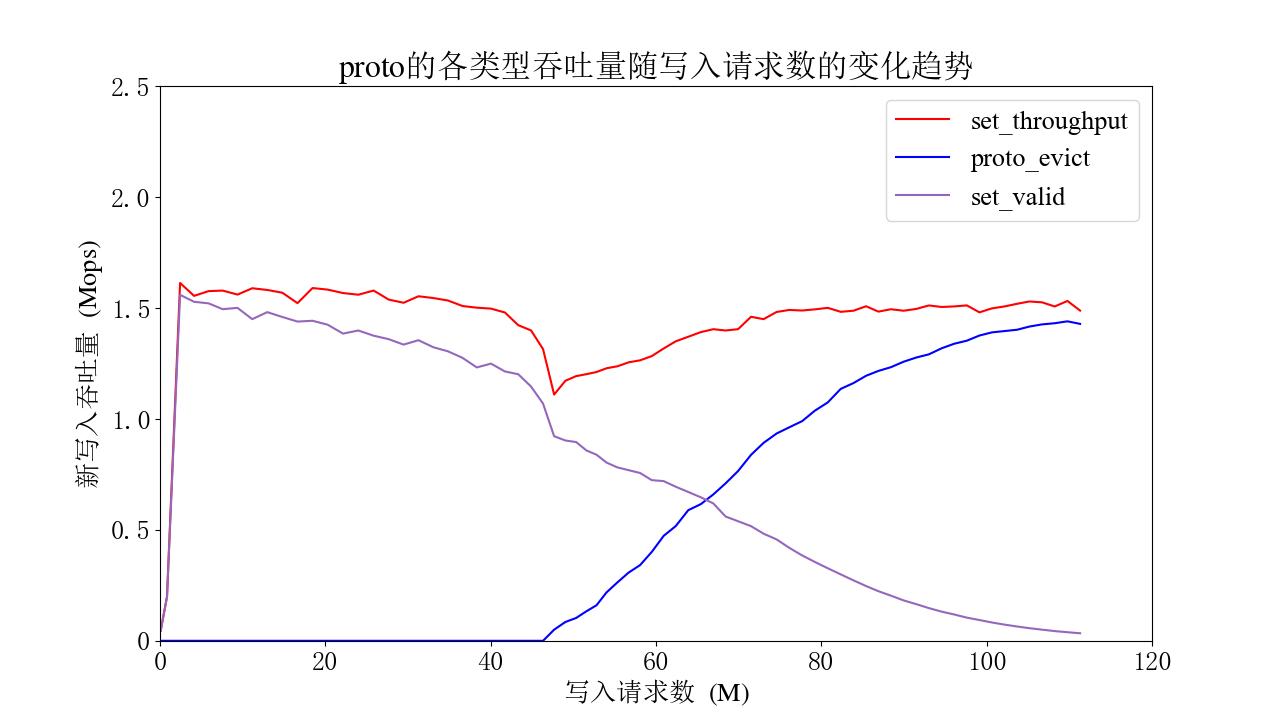 proto的各类型吞吐量随写入请求数的变化趋势
2.5
2.0
1.5
1.0
0.5
0
新写入吞吐量 (Mops)
set_throughput
proto_evict
set_valid
0 20 40 60 80 100 120
写入请求数 (M)